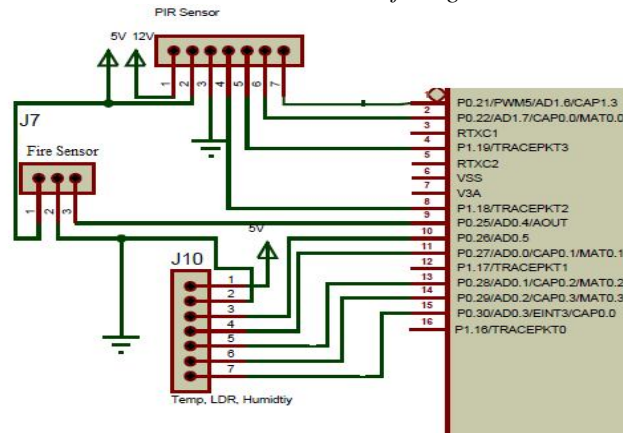 PIR Sensor
5V 12V
1 2 3 4 5 6 7
J7
Fire Sensor
1 2 3
5V
J10
1
2
3
4
5
6
7
Temp, LDR, Humdtiy
1
2 P0.21/PWM5/AD1.6/CAP1.3
3 P0.22/AD1.7/CAP0.0/MAT0.0
4 RTXC1
5 P1.19/TRACEPKT3
6 RTXC2
7 VSS
8 V3A
9 P1.18/TRACEPKT2
10 P0.25/AD0.4/AOUT
11 P0.26/AD0.5
12 P0.27/AD0.0/CAP0.1/MAT0.1
13 P1.17/TRACEPKT1
14 P0.28/AD0.1/CAP0.2/MAT0.2
15 P0.29/AD0.2/CAP0.3/MAT0.3
16 P0.30/AD0.3/EINT3/CAP0.0
P1.16/TRACEPKT0